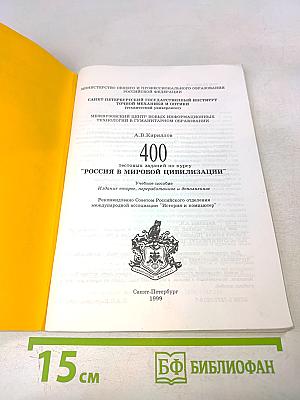 МИНИСТЕРСТВО ОБЩЕГО И ПРОФЕССИОНАЛЬНОГО ОБРАЗОВАНИЯ
РОССИЙСКОЙ ФЕДЕРАЦИИ
САНКТ-ПЕТЕРБУРГСКИЙ ГОСУДАРСТВЕННЫЙ ИНСТИТУТ
ТОЧНОЙ МЕХАНИКИ И ОПТИКИ
(технический университет)
МЕЖВУЗОВСКИЙ ЦЕНТР НОВЫХ ИНФОРМАЦИОННЫХ
ТЕХНОЛОГИЙ В ГУМАНИТАРНОМ ОБРАЗОВАНИИ
А.В.Кириллов
400
тестовых заданий по курсу
"РОССИЯ В МИРОВОЙ ЦИВИЛИЗАЦИИ"
Учебное пособие
Издание второе, переработанное и дополненное
Рекомендовано Советом Российского отделения
международной ассоциации "История и компьютер"
Санкт-Петербург
1999
15 см
БФ БИБЛИОФАН